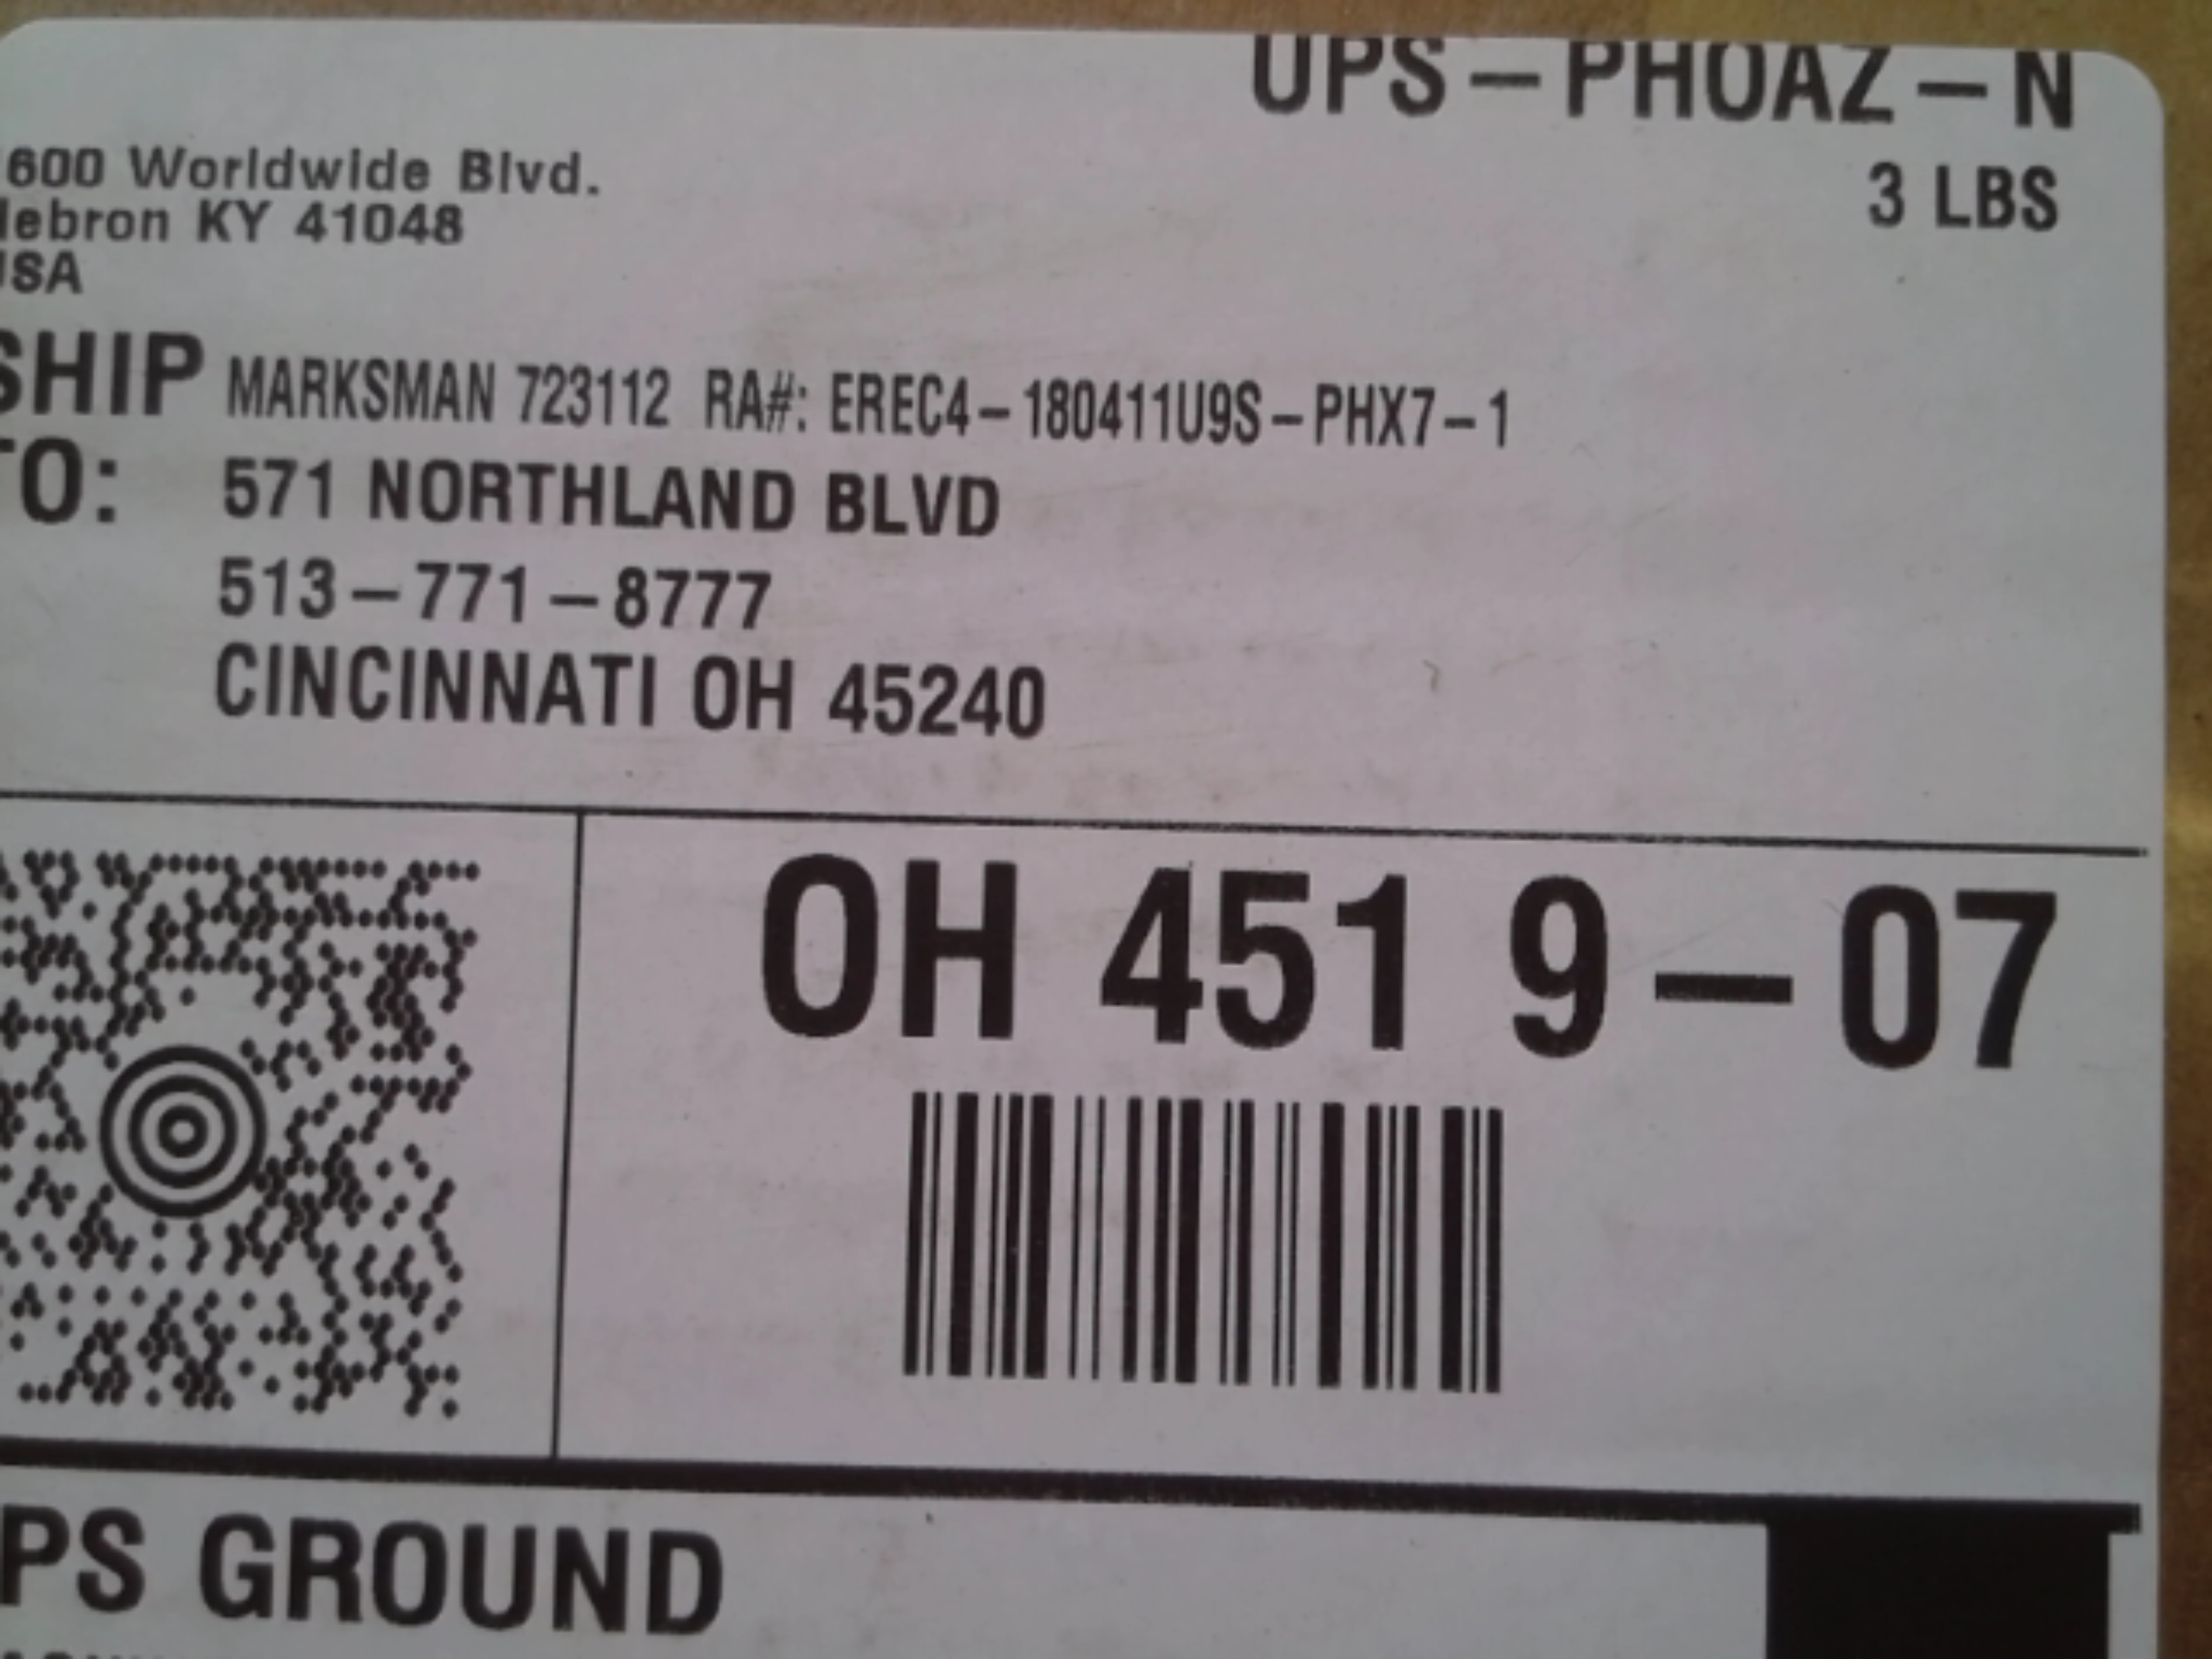 UPS - PHOAZ - N
600 Worldwide Blvd.
3 LBS
lebron KY 41048
USA
SHIP MARKSMAN 723112 RA#: EREC4-180411U9S-PHX7-1
TO: 571 NORTHLAND BLVD
513-771-8777
CINCINNATI OH 45240
OH 451 9-07
PS GROUND